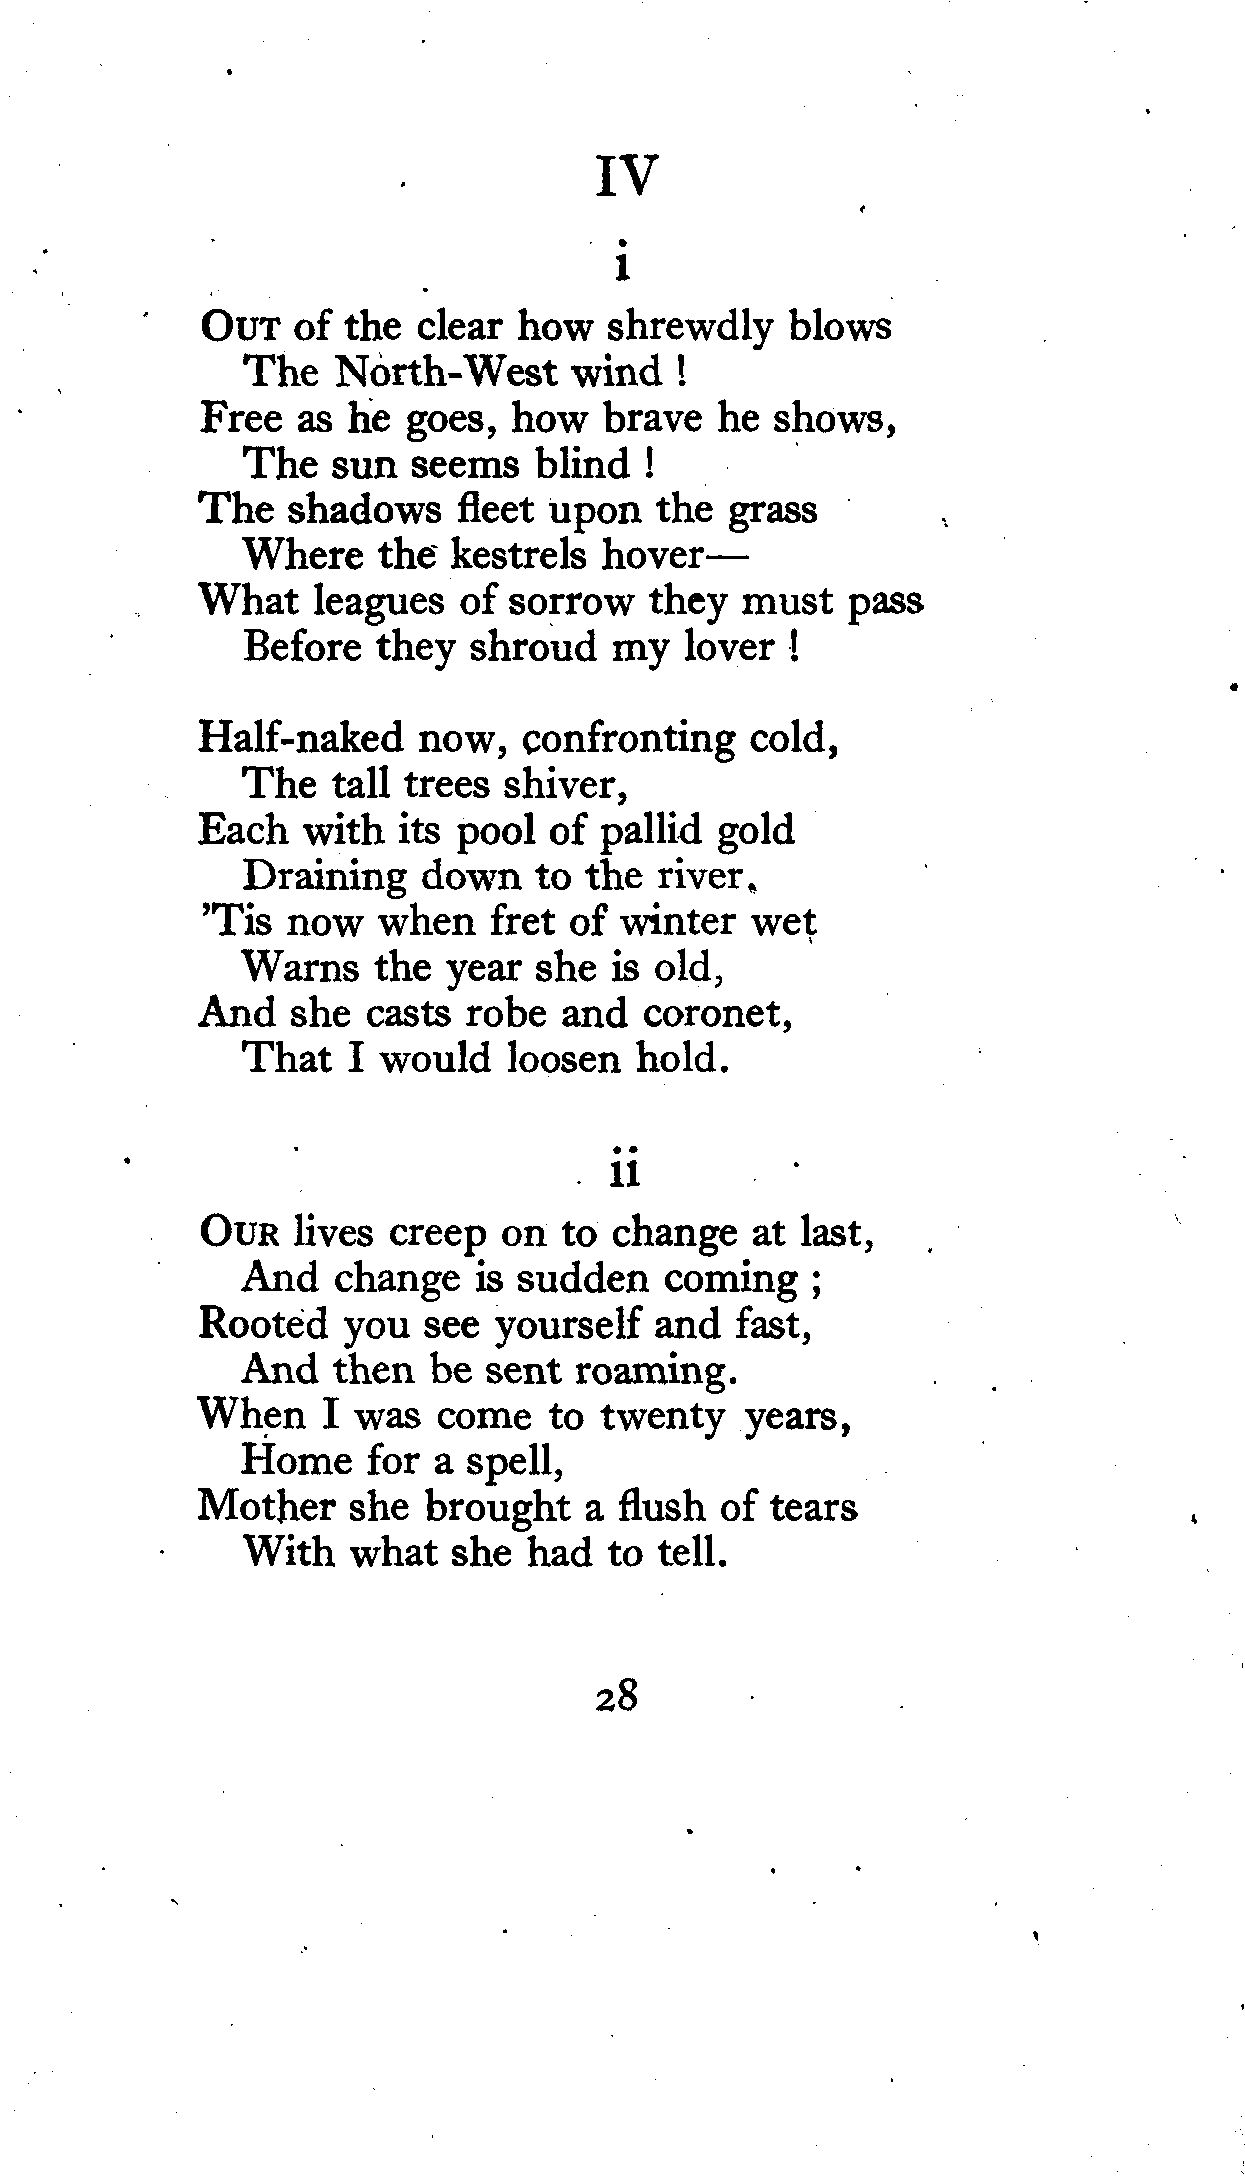 IV
i
OUT of the clear how shrewdly blows
The North-West wind !
Free as he goes, how brave he shows,
The sun seems blind !
The shadows fleet upon the grass
Where the kestrels hover—
What leagues of sorrow they must pass
Before they shroud my lover !
Half-naked now, confronting cold,
The tall trees shiver,
Each with its pool of pallid gold
Draining down to the river,
’Tis now when fret of winter wet
Warns the year she is old,
And she casts robe and coronet,
That I would loosen hold.
ii
OUR lives creep on to change at last,
And change is sudden coming ;
Rooted you see yourself and fast,
And then be sent roaming.
When I was come to twenty years,
Home for a spell,
Mother she brought a flush of tears
With what she had to tell.
28